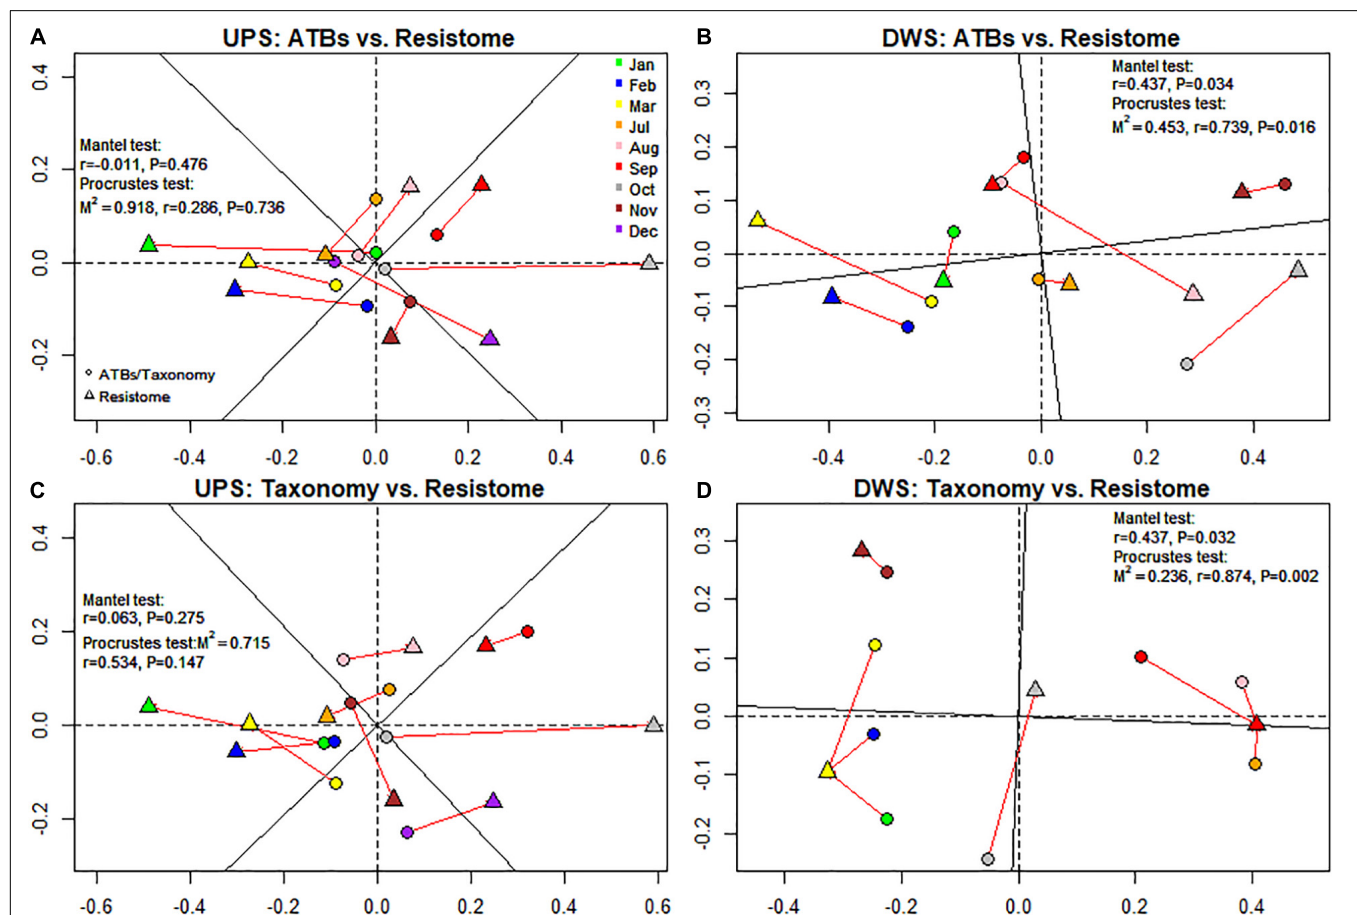 A
UPS: ATBs vs. Resistome
0.4
0.2
0.0
-0.2
Mantel test:
r=-0.011, P=0.476
Procrustes test:
M² = 0.918, r=0.286, P=0.736
Jan
Feb
Mar
Jul
Aug
Sep
Oct
Nov
Dec
ATBs/Taxonomy
Resistome
-0.6 -0.4 -0.2 0.0 0.2 0.4 0.6
B
DWS: ATBs vs. Resistome
0.3
0.2
0.1
0.0
-0.1
-0.2
-0.3
Mantel test:
r=0.437, P=0.034
Procrustes test:
M² = 0.453, r=0.739, P=0.016
-0.4 -0.2 0.0 0.2 0.4
C
UPS: Taxonomy vs. Resistome
0.4
0.2
0.0
-0.2
Mantel test:
r=0.063, P=0.275
Procrustes test:M² = 0.715
r=0.534, P=0.147
-0.6 -0.4 -0.2 0.0 0.2 0.4 0.6
D
DWS: Taxonomy vs. Resistome
0.3
0.2
0.1
0.0
-0.1
-0.2
Mantel test:
r=0.437, P=0.032
Procrustes test:
M² = 0.236, r=0.874, P=0.002
-0.4 -0.2 0.0 0.2 0.4